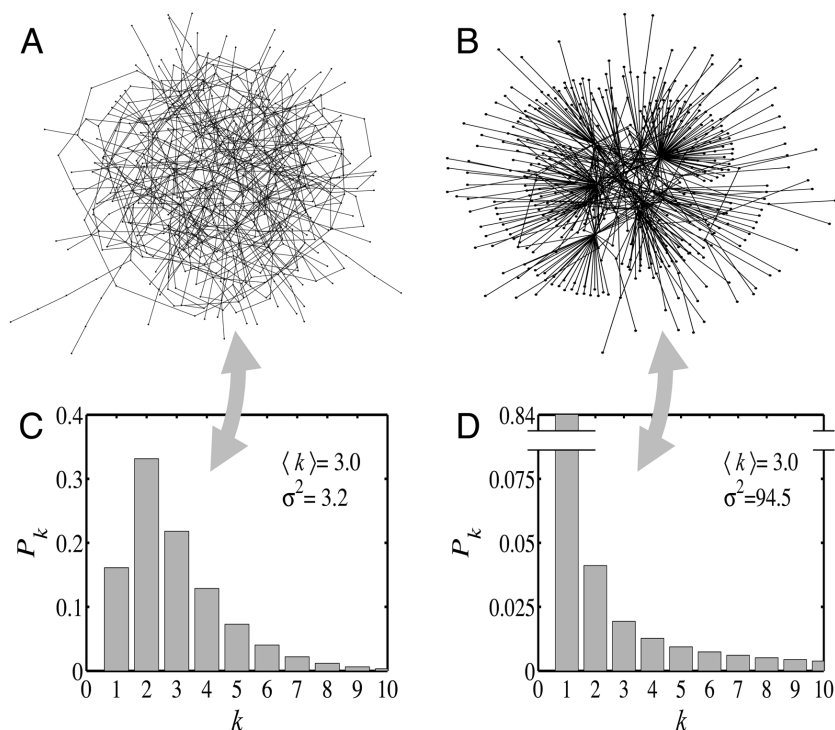 A
B
C
0.4
0.3
0.2
0.1
0
P_k
⟨ k ⟩= 3.0
σ²= 3.2
0 1 2 3 4 5 6 7 8 9 10
k
D
0.84
0.075
0.05
0.025
0
P_k
⟨ k ⟩= 3.0
σ²=94.5
0 1 2 3 4 5 6 7 8 9 10
k